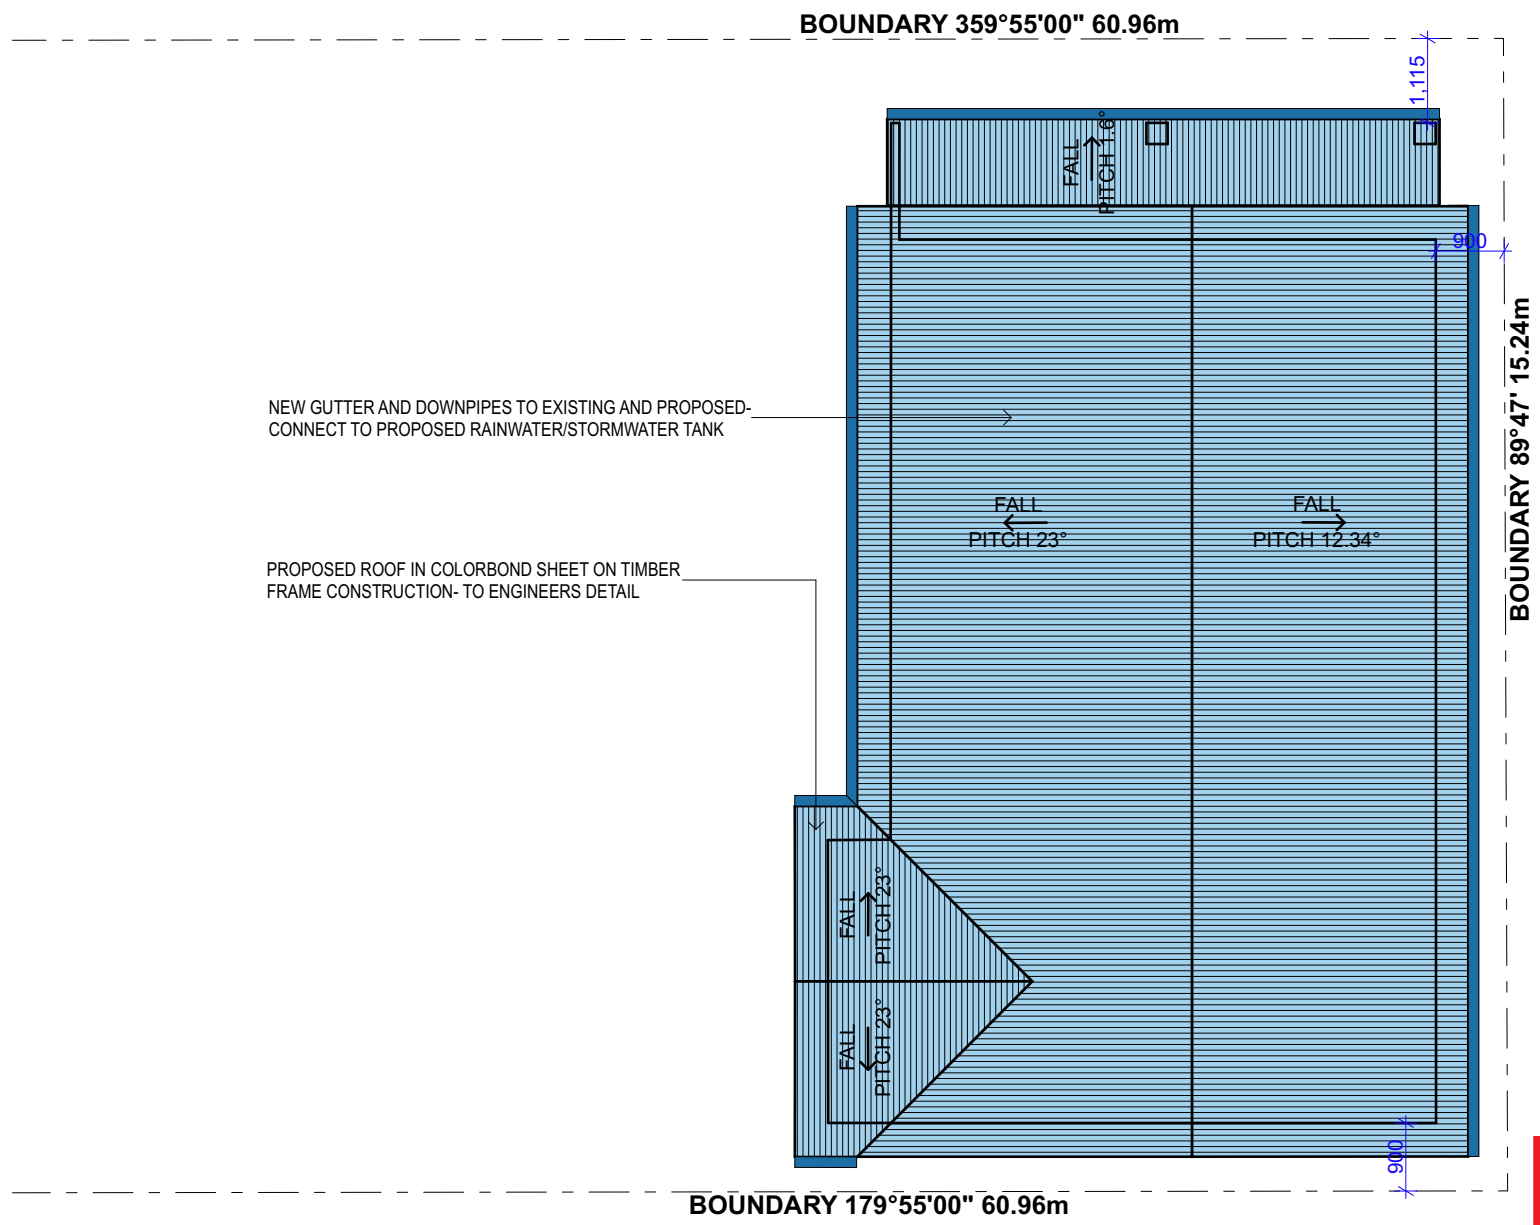 BOUNDARY 359°55'00" 60.96m
1,115
FALL
PITCH 1.6°
900
BOUNDARY 89°47' 15.24m
NEW GUTTER AND DOWNPIPES TO EXISTING AND PROPOSED-
CONNECT TO PROPOSED RAINWATER/STORMWATER TANK
FALL
PITCH 23°
FALL
PITCH 12.34°
PROPOSED ROOF IN COLORBOND SHEET ON TIMBER
FRAME CONSTRUCTION- TO ENGINEERS DETAIL
FALL
PITCH 23°
FALL
PITCH 23°
900
BOUNDARY 179°55'00" 60.96m